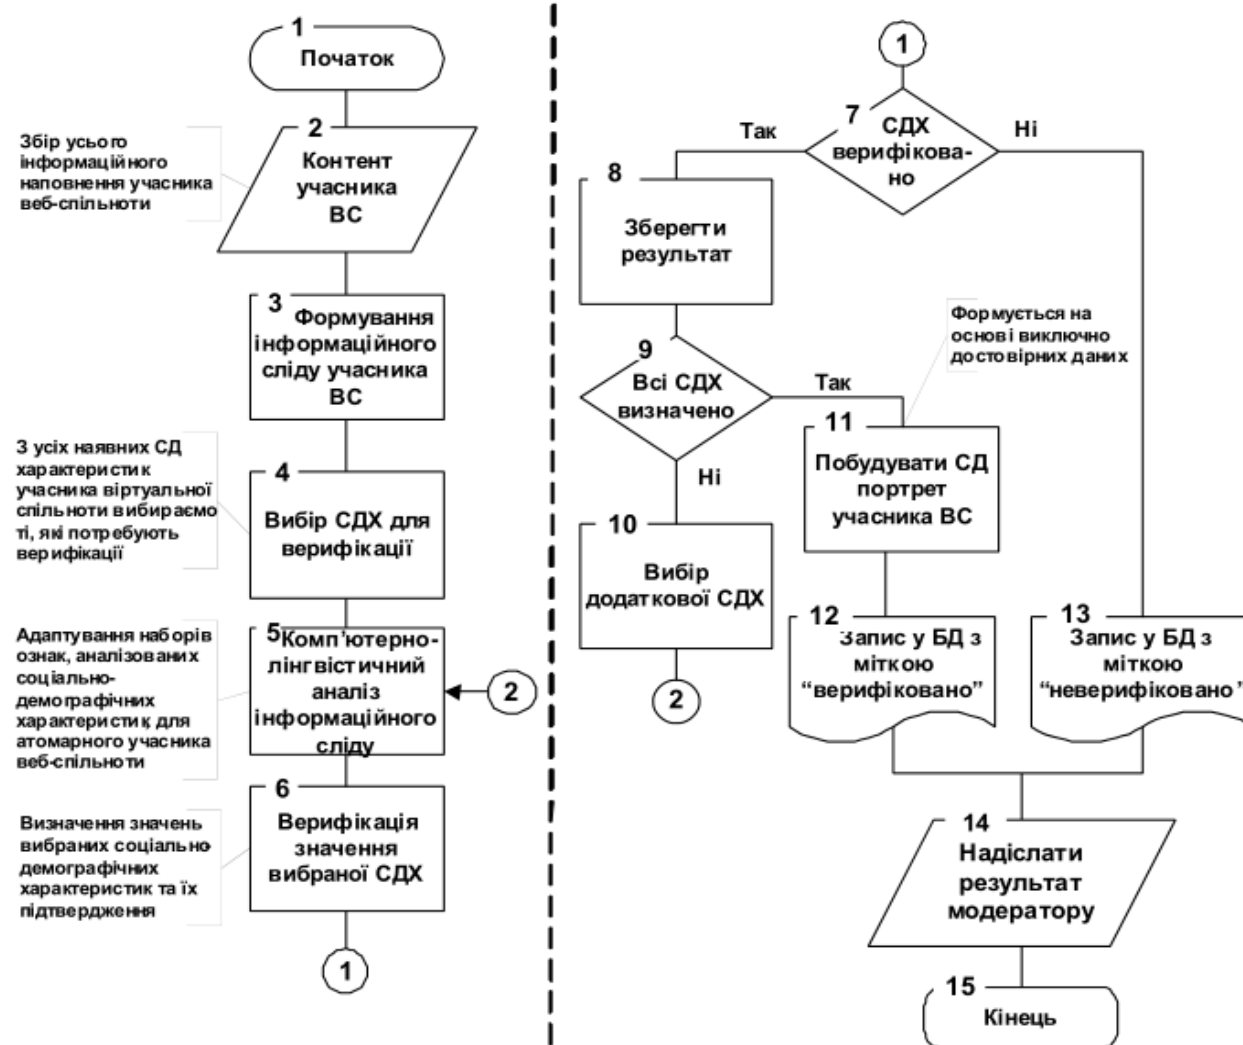 1
Початок
2
Контент
учасника
ВС
Збір усього
інформаційного
наповнення учасника
веб-спільноти
3
Формування
інформаційного
сліду учасника
ВС
З усіх наявних СД
характеристик
учасника віртуальної
спільноти вибираємо
ті, які потребують
верифікації
4
Вибір СДХ для
верифікації
Адаптування наборів
ознак, аналізованих
соціально-
демографічних
характеристик для
атомарного учасника
веб-спільноти
5
Комп’ютерно-
лінгвістичний
аналіз
інформаційного
сліду
2
Визначення значень
вибраних соціально-
демографічних
характеристик та їх
підтвердження
6
Верифікація
значення
вибраної СДХ
1
1
7
СДХ
верифікова-
но
Так
Ні
8
Зберегти
результат
9
Всі СДХ
визначено
Так
Ні
Формується на
основі виключно
достовірних даних
10
Вибір
додаткової СДХ
2
11
Побудувати СД
портрет
учасника ВС
12
Запис у БД з
міткою
“верифіковано”
13
Запис у БД з
міткою
“неверифіковано”
14
Надіслати
результат
модератору
15
Кінець